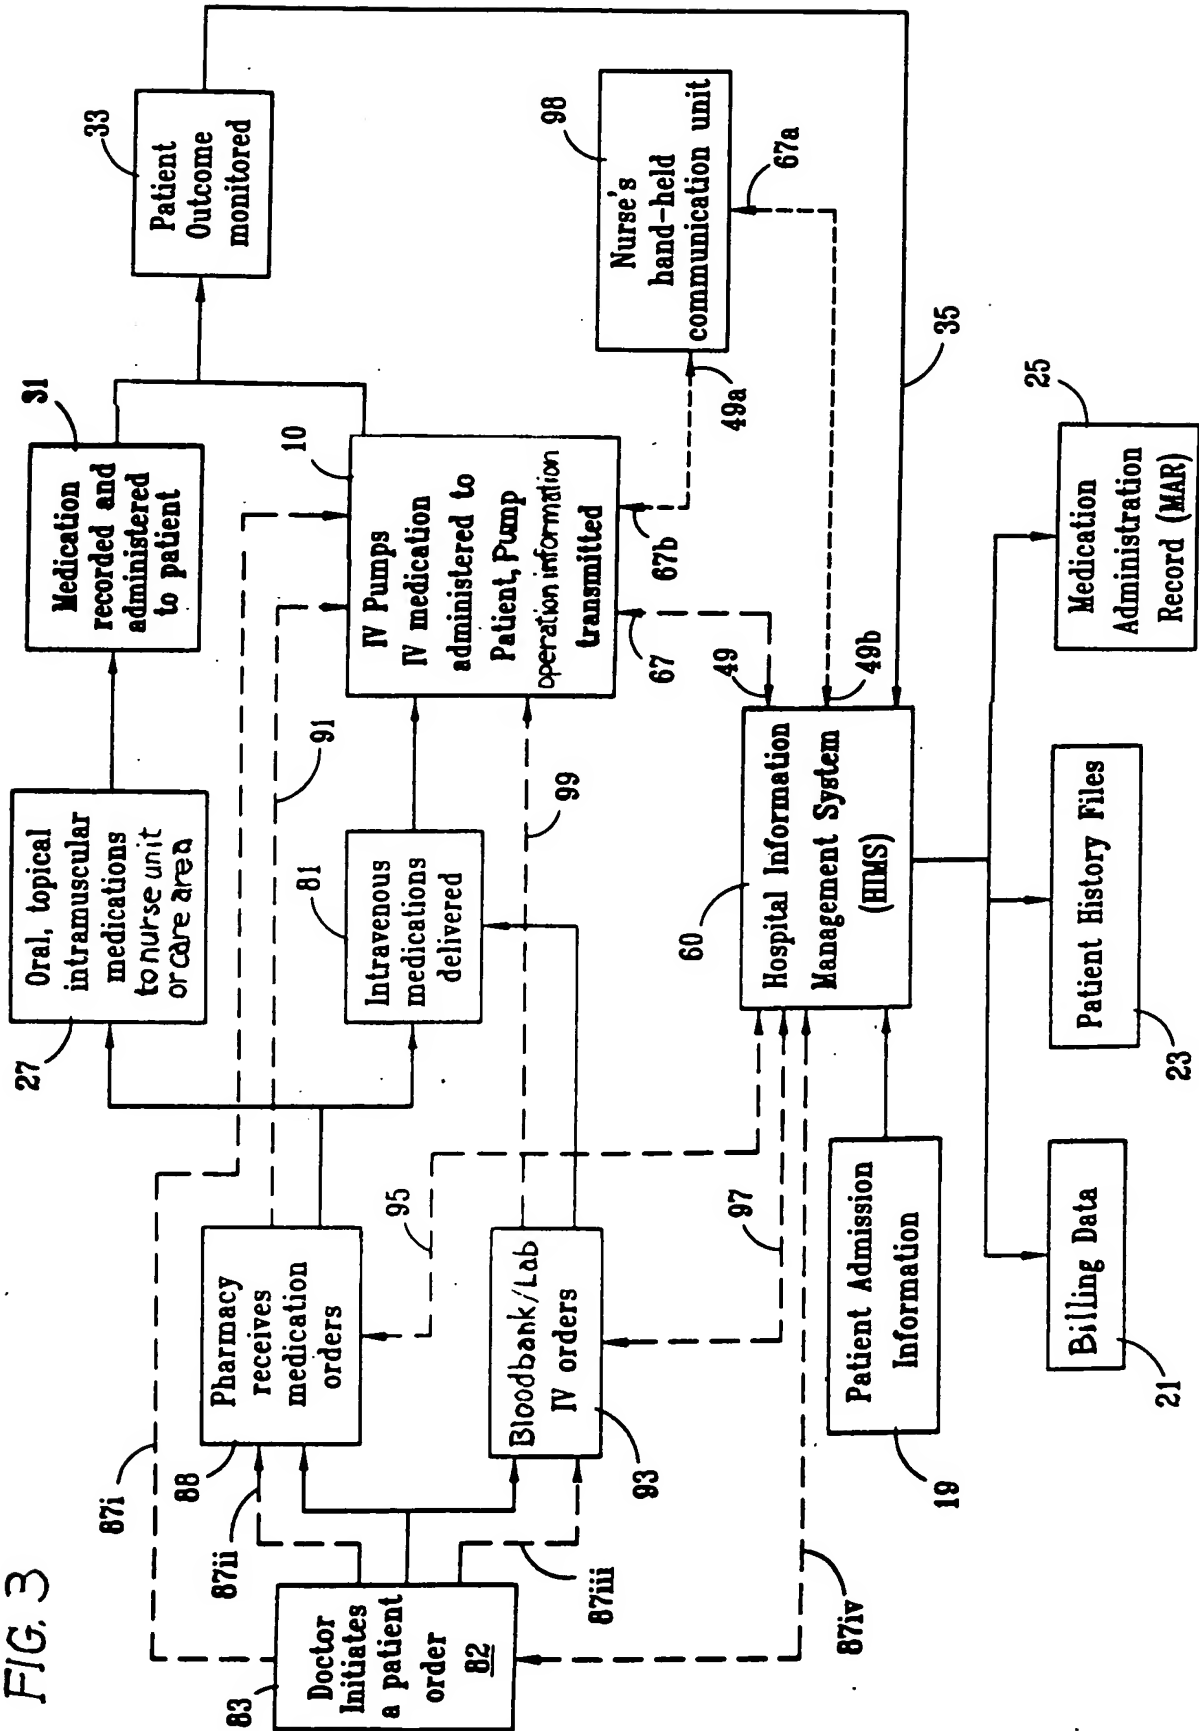 FIG. 3
83
Doctor
Initiates
a patient
order
82
87i
87ii
87iii
87iv
88
Pharmacy
receives
medication
orders
Bloodbank/Lab
IV orders
93
95
97
91
99
27
Oral, topical
intramuscular
medications
to nurse unit
or care area
81
Intravenous
medications
delivered
31
Medication
recorded and
administered
to patient
10
IV Pumps
IV medication
administered to
Patient, Pump
operation information
transmitted
33
Patient
Outcome
monitored
98
Nurse's
hand-held
communication unit
67a
49a
67b
67
49
49b
35
60
Hospital Information
Management System
(HIMS)
Patient Admission
Information
19
Billing Data
21
Patient History Files
23
25
Medication
Administration
Record (MAR)